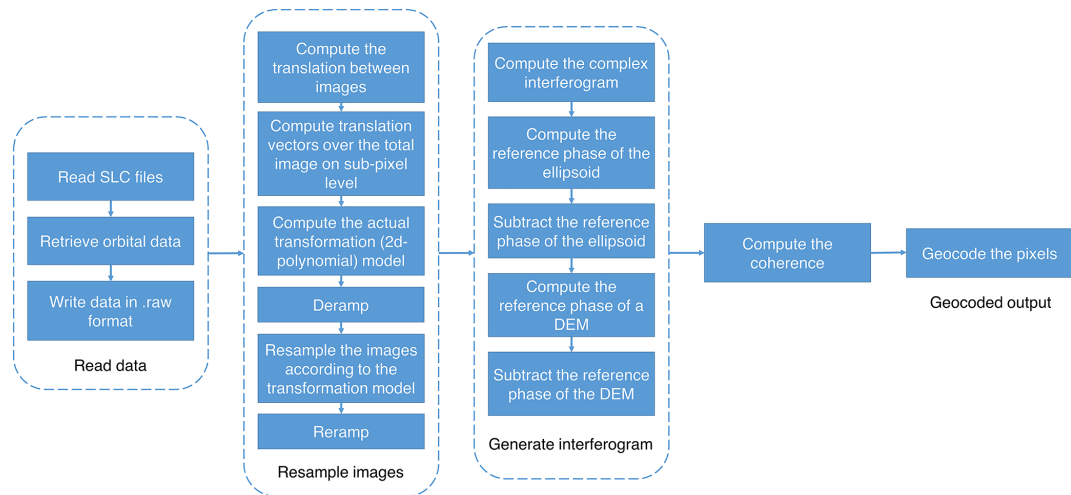 Read SLC files
Retrieve orbital data
Write data in .raw
format
Read data
Compute the
translation between
images
Compute translation
vectors over the total
image on sub-pixel
level
Compute the actual
transformation (2d-
polynomial) model
Deramp
Resample the images
according to the
transformation model
Reramp
Resample images
Compute the complex
interferogram
Compute the
reference phase of the
ellipsoid
Subtract the reference
phase of the ellipsoid
Compute the
reference phase of a
DEM
Subtract the reference
phase of the DEM
Generate interferogram
Compute the
coherence
Geocode the pixels
Geocoded output